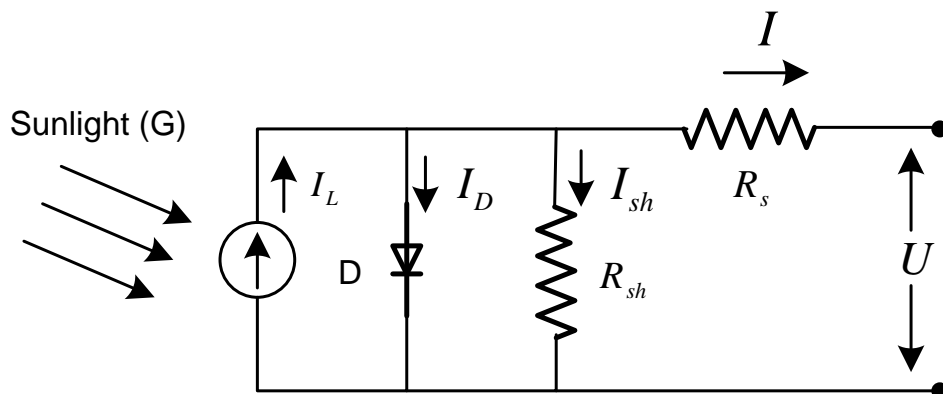 I
Sunlight (G)
I_L
I_D
I_sh
R_s
D
R_sh
U